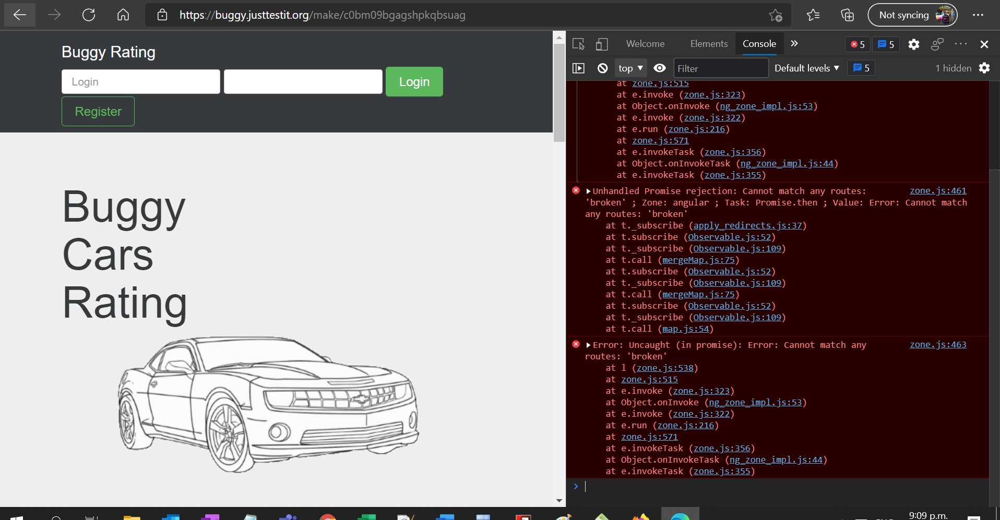 https://buggy.justtestit.org/make/c0bm09bgagshpkqbsuag
Not syncing
Buggy Rating
Login
Login
Register
Buggy
Cars
Rating
Welcome
Elements
Console
5
5
top
Filter
Default levels
5
1 hidden
at zone.js:515
at e.invoke (zone.js:323)
at Object.onInvoke (ng_zone_impl.js:53)
at e.invoke (zone.js:322)
at e.run (zone.js:216)
at zone.js:571
at e.invokeTask (zone.js:356)
at Object.onInvokeTask (ng_zone_impl.js:44)
at e.invokeTask (zone.js:355)
Unhandled Promise rejection: Cannot match any routes: zone.js:461
'broken' ; Zone: angular ; Task: Promise.then ; Value: Error: Cannot match
any routes: 'broken'
at t._subscribe (apply_redirects.js:37)
at t.subscribe (Observable.js:52)
at t._subscribe (Observable.js:109)
at t.call (mergeMap.js:75)
at t.subscribe (Observable.js:52)
at t._subscribe (Observable.js:109)
at t.call (mergeMap.js:75)
at t.subscribe (Observable.js:52)
at t._subscribe (Observable.js:109)
at t.call (map.js:54)
Error: Uncaught (in promise): Error: Cannot match any zone.js:463
routes: 'broken'
at l (zone.js:538)
at zone.js:515
at e.invoke (zone.js:323)
at Object.onInvoke (ng_zone_impl.js:53)
at e.invoke (zone.js:322)
at e.run (zone.js:216)
at zone.js:571
at e.invokeTask (zone.js:356)
at Object.onInvokeTask (ng_zone_impl.js:44)
at e.invokeTask (zone.js:355)
9:09 p.m.